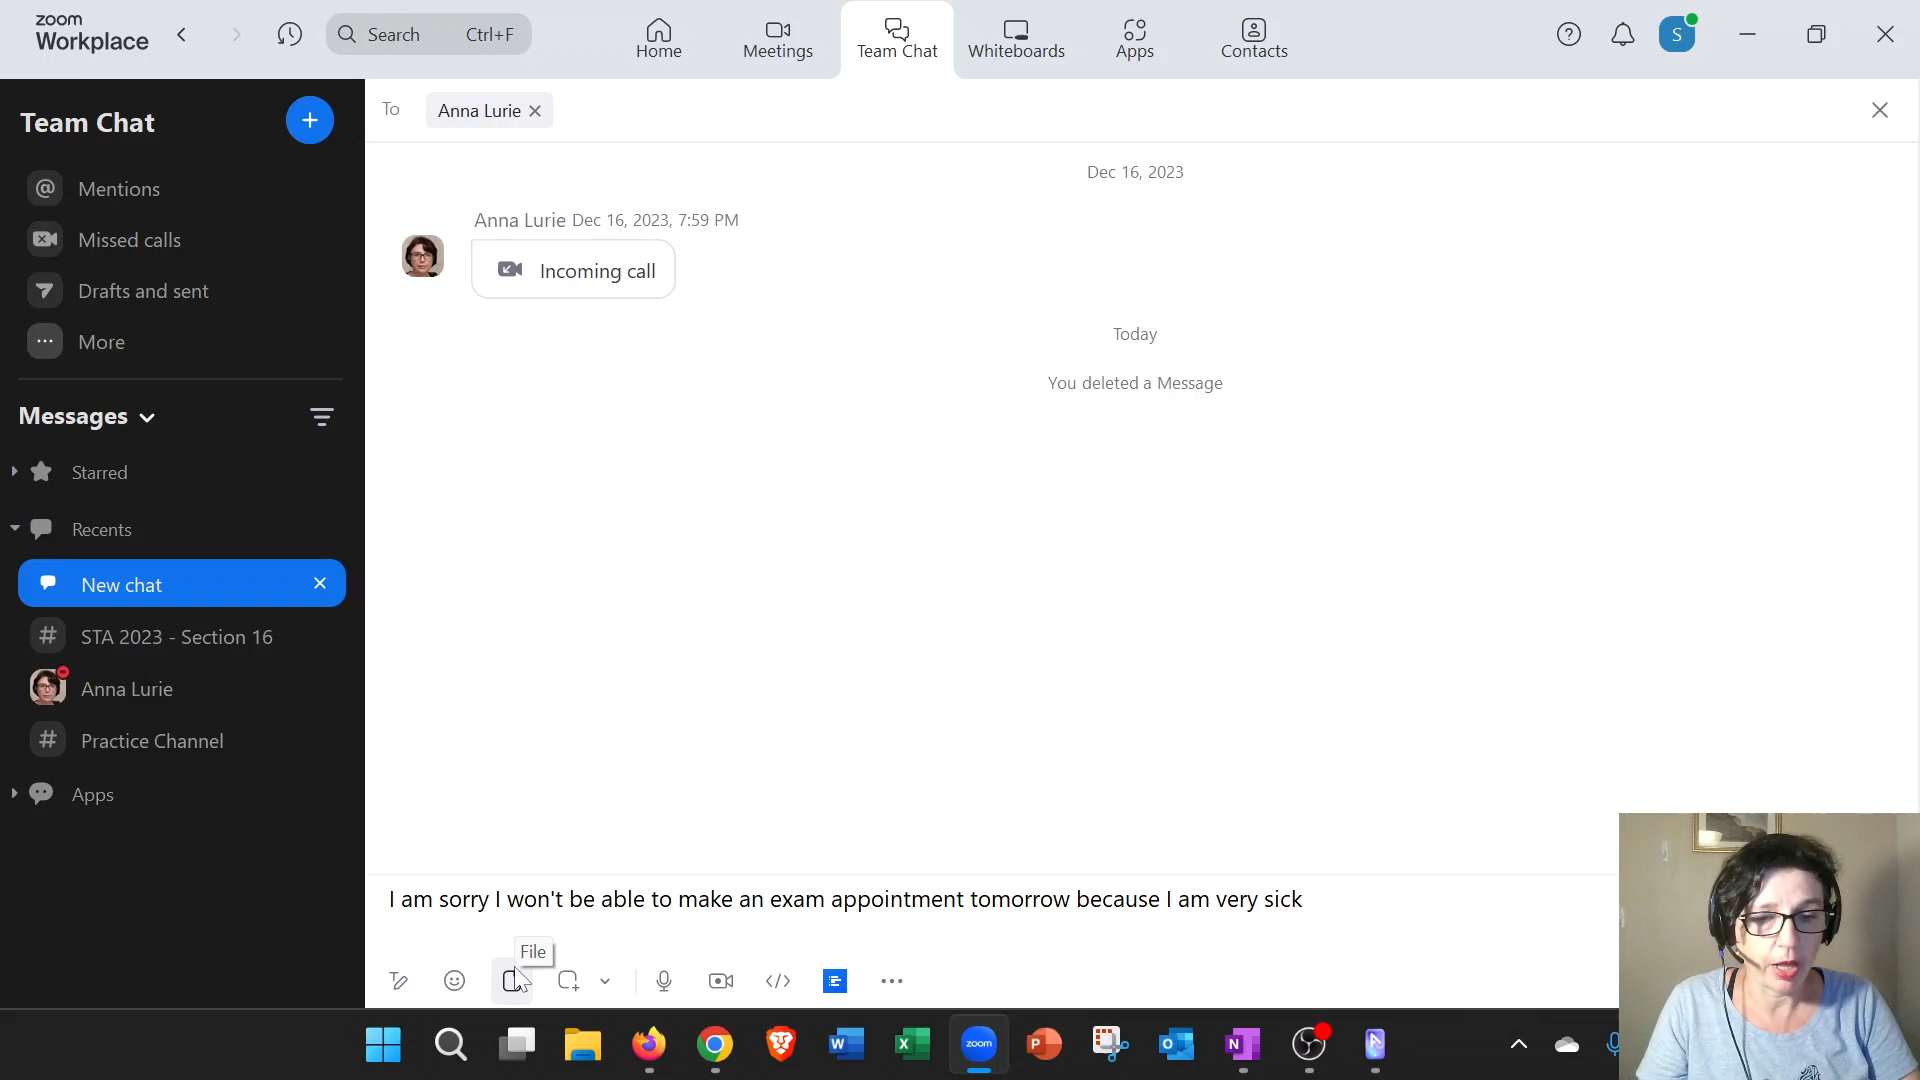 zoom
Workplace
Search Ctrl+F
Home
Meetings
Team Chat
Whiteboards
Apps
Contacts
S
Team Chat
Mentions
Missed calls
Drafts and sent
More
Messages
Starred
Recents
New chat
STA 2023 - Section 16
Anna Lurie
Practice Channel
Apps
To Anna Lurie
Dec 16, 2023
Anna Lurie Dec 16, 2023, 7:59 PM
Incoming call
Today
You deleted a Message
I am sorry I won't be able to make an exam appointment tomorrow because I am very sick
File
zoom